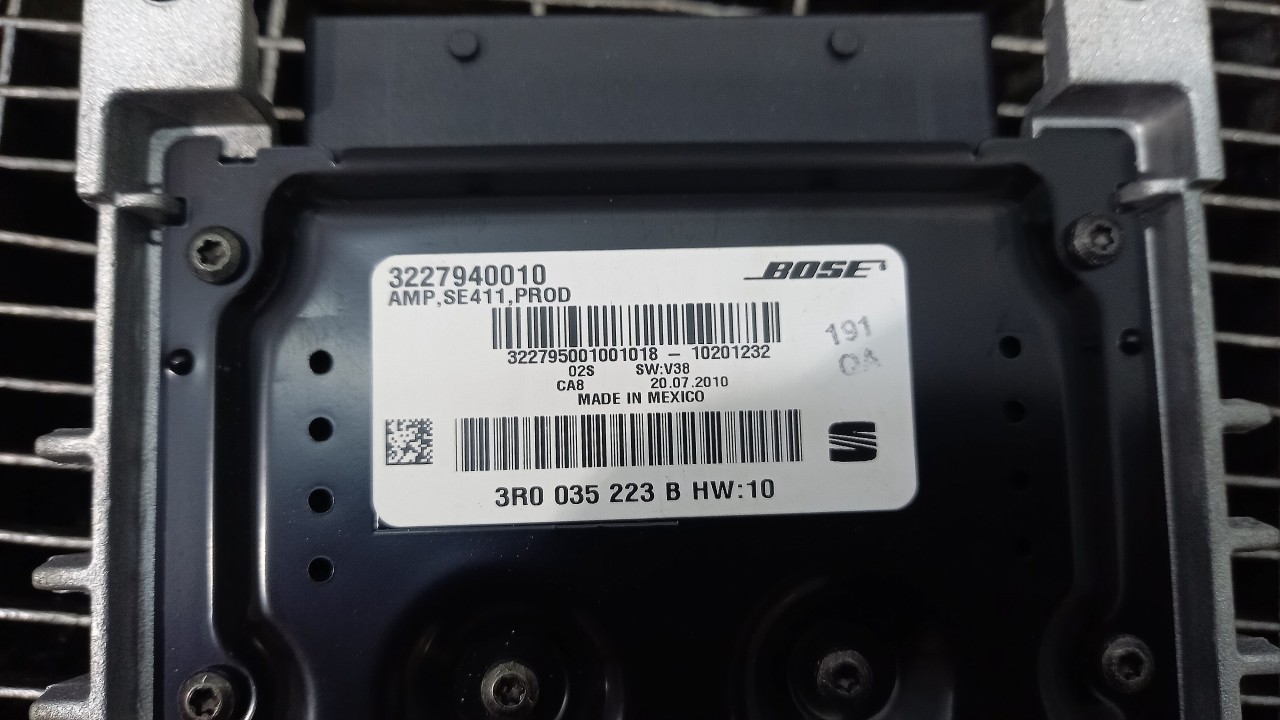 3227940010
BOSE
AMP,SE411,PROD
322795001001018 - 10201232
02S SW:V38
CA8 20.07.2010
MADE IN MEXICO
191
QA
3R0 035 223 B HW:10